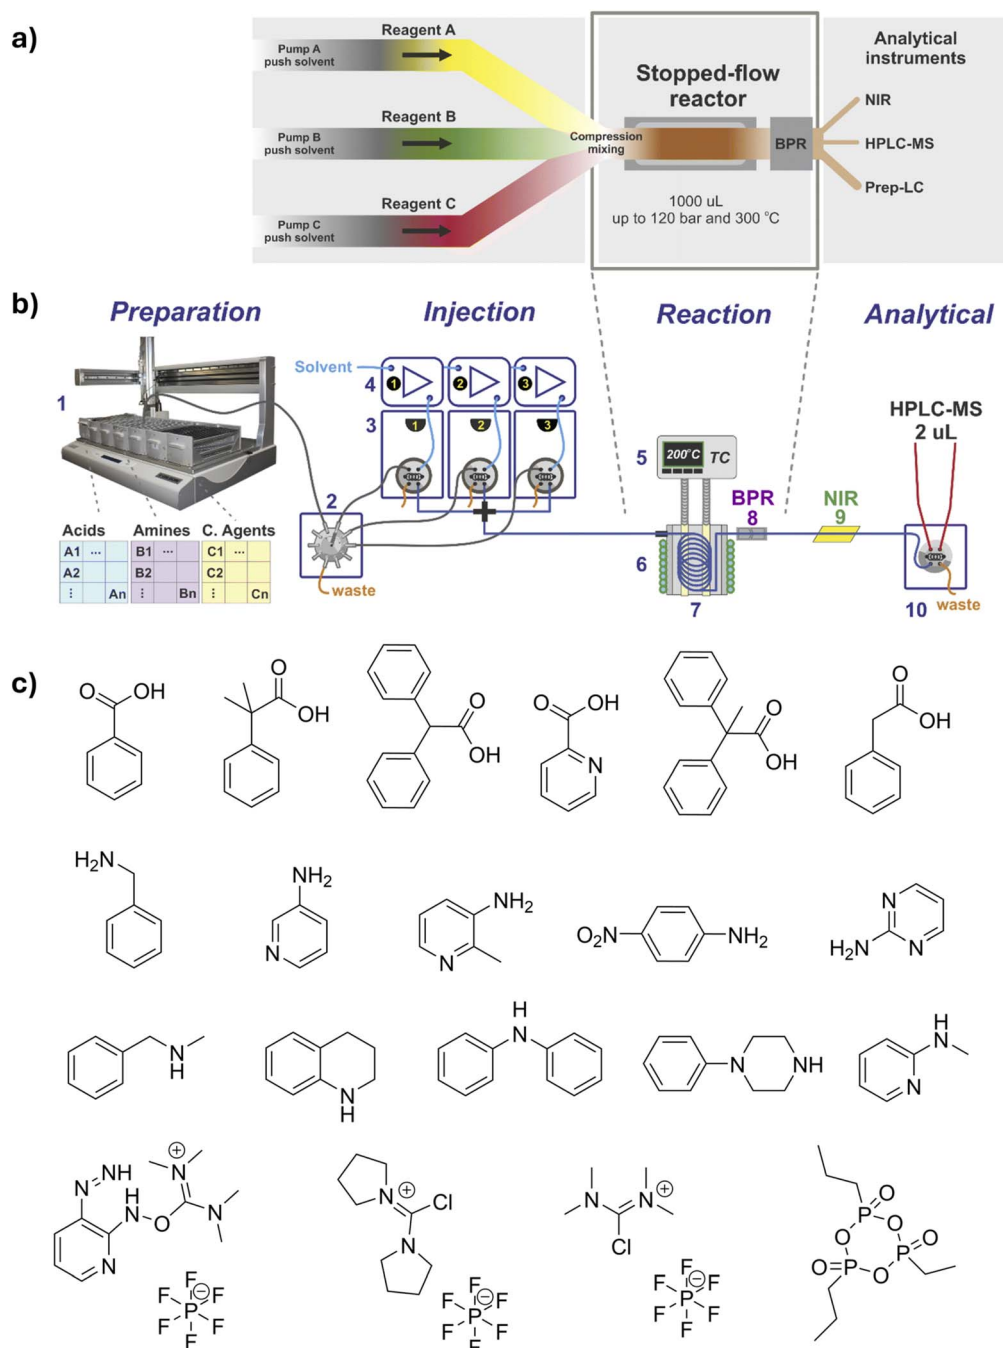 a)
Reagent A
Pump A
push solvent
Reagent B
Pump B
push solvent
Reagent C
Pump C
push solvent
Compression
mixing
Stopped-flow
reactor
BPR
1000 uL
up to 120 bar and 300 °C
Analytical
instruments
NIR
HPLC-MS
Prep-LC
b)
Preparation
Injection
Reaction
Analytical
1
Solvent
4
1
2
3
3
1
2
3
2
waste
Acids
Amines
C. Agents
A1 ...
B1 ...
C1 ...
A2
B2
C2
⋮ An
⋮ Bn
⋮ Cn
5
200°C
TC
6
7
BPR
8
NIR
9
HPLC-MS
2 uL
10
waste
c)
O OH
O OH
O OH
O OH N
O OH
O OH
H2N
NH2 N
NH2 N
O2N NH2
H2N N N
N H
N H
H N
N NH
H N N
N NH H N O N ⊕ N N
F F F P ⊖ F F F
N ⊕ Cl N
F F F P ⊖ F F F
N N ⊕ Cl
F F F P ⊖ F F F
P O O O P O O P O